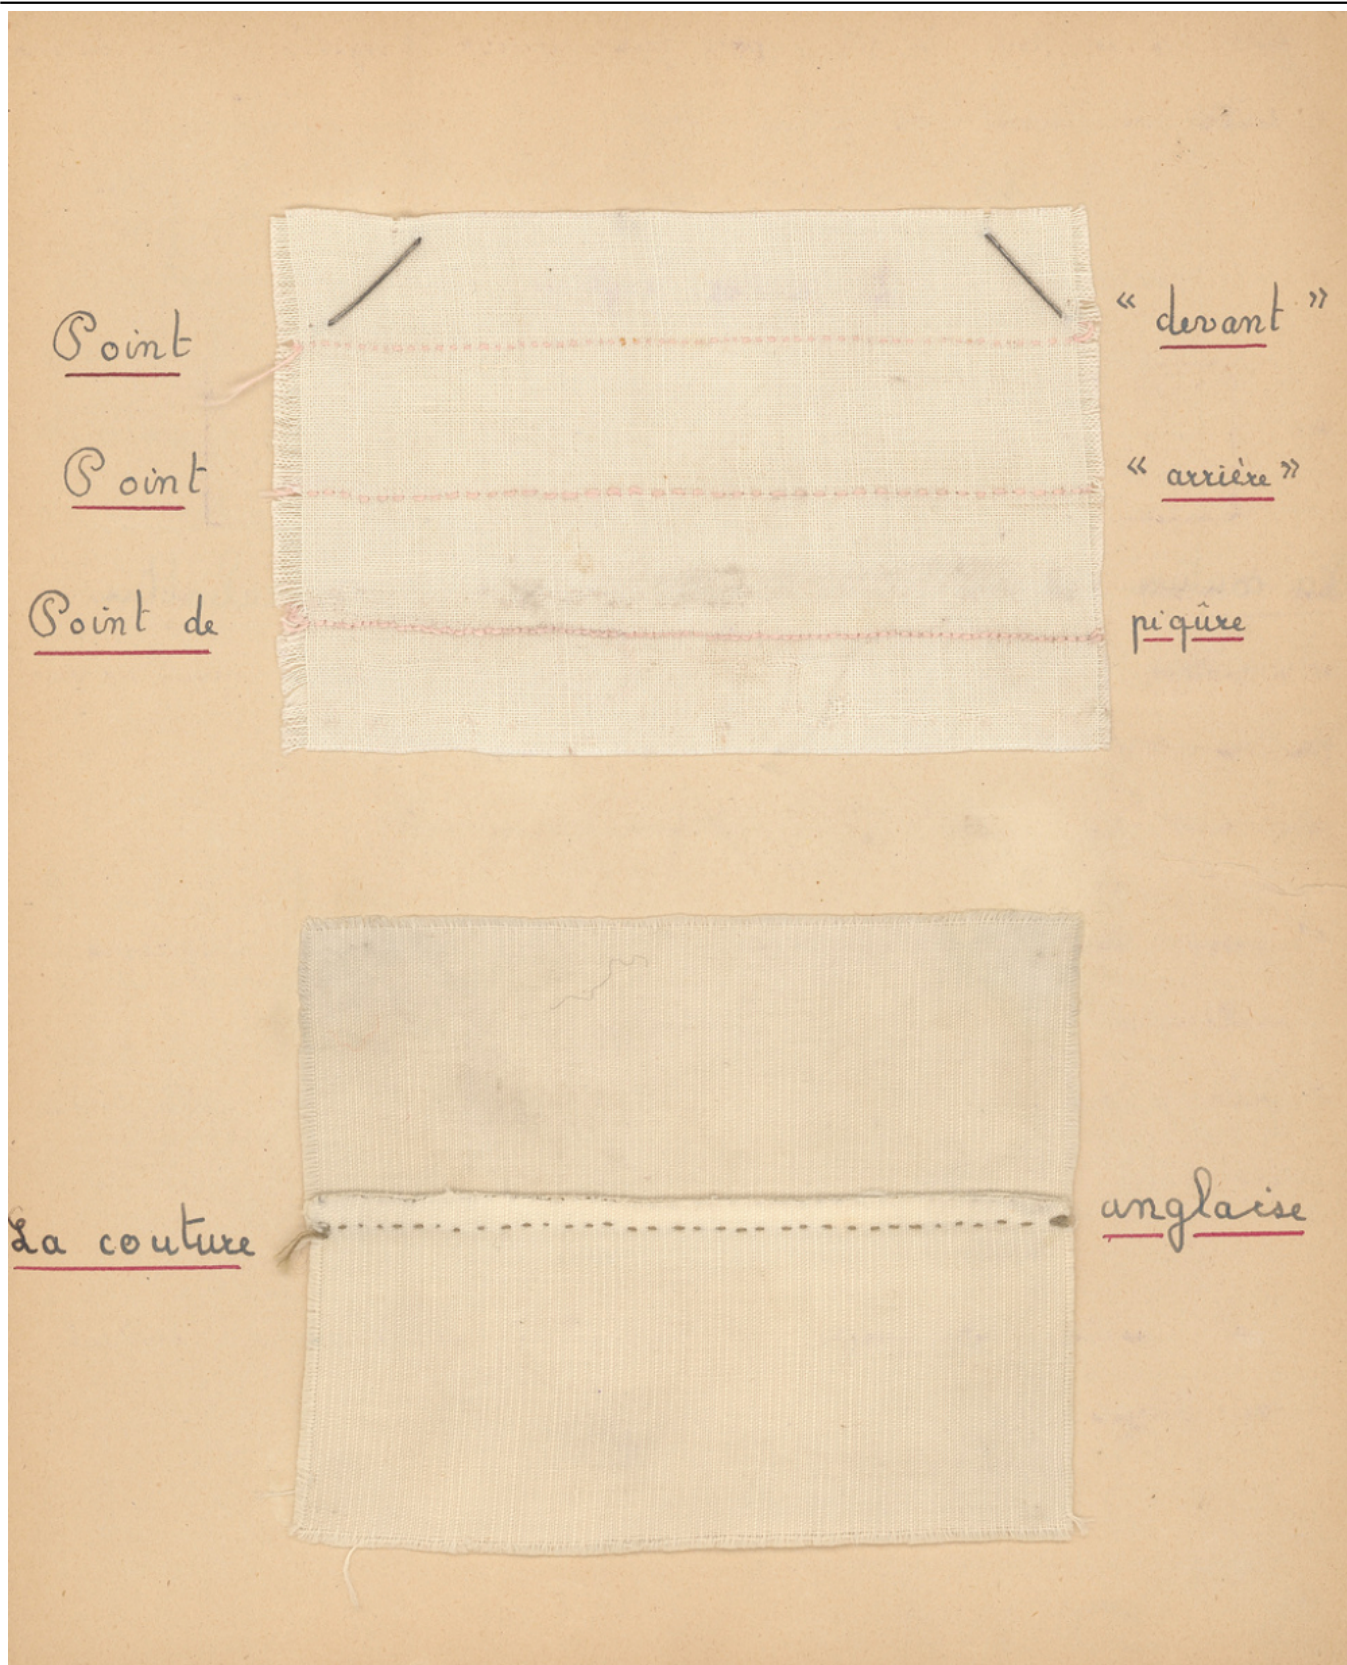 Point « devant »
Point « arrière »
Point de piqûre
La couture anglaise